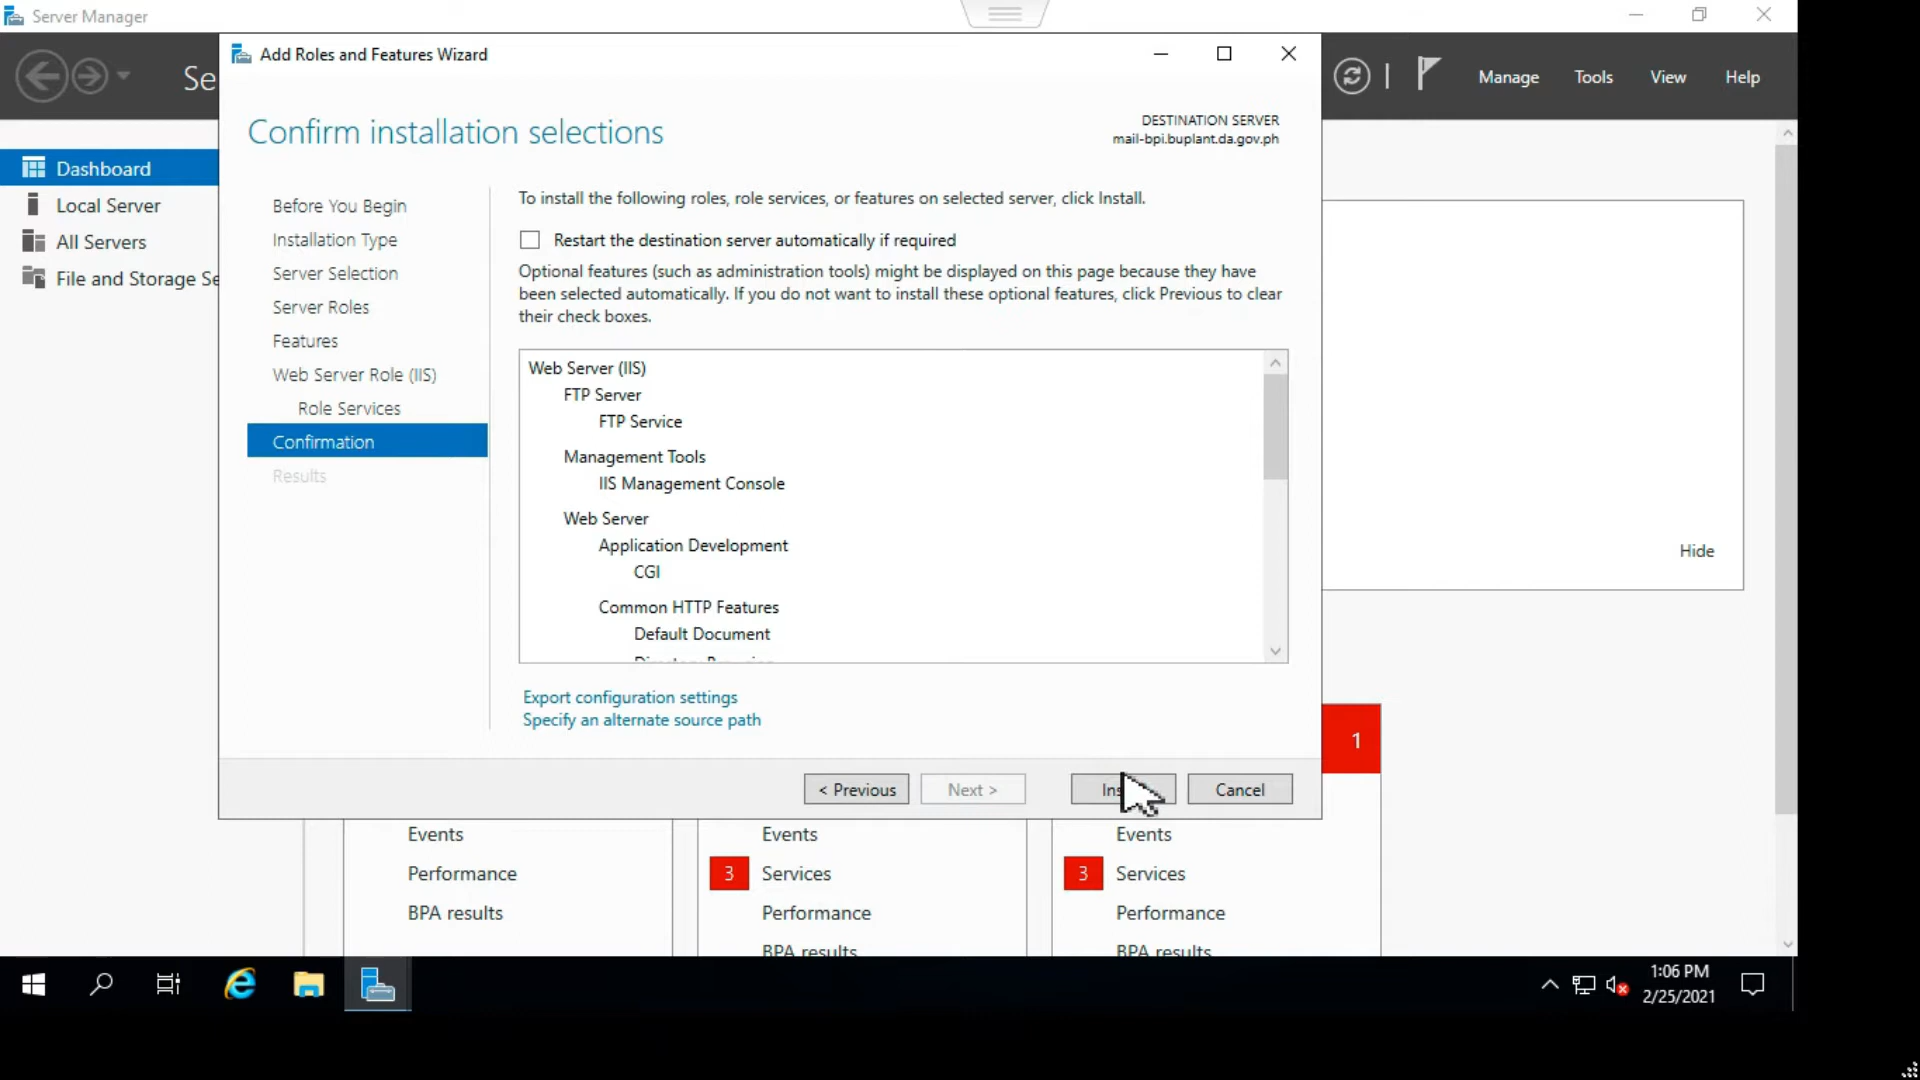 Server Manager
Add Roles and Features Wizard
Se
Manage
Tools
View
Help
Confirm installation selections
DESTINATION SERVER
mail-bpi.buplant.da.gov.ph
Dashboard
Local Server
All Servers
File and Storage Se
Before You Begin
Installation Type
Server Selection
Server Roles
Features
Web Server Role (IIS)
Role Services
Confirmation
Results
To install the following roles, role services, or features on selected server, click Install.
Restart the destination server automatically if required
Optional features (such as administration tools) might be displayed on this page because they have
been selected automatically. If you do not want to install these optional features, click Previous to clear
their check boxes.
Web Server (IIS)
FTP Server
FTP Service
Management Tools
IIS Management Console
Web Server
Application Development
CGI
Common HTTP Features
Default Document
Export configuration settings
Specify an alternate source path
Hide
1
< Previous
Next >
Ins
Cancel
Events
Performance
BPA results
Events
3 Services
Performance
BPA results
Events
3 Services
Performance
BPA results
1:06 PM
2/25/2021